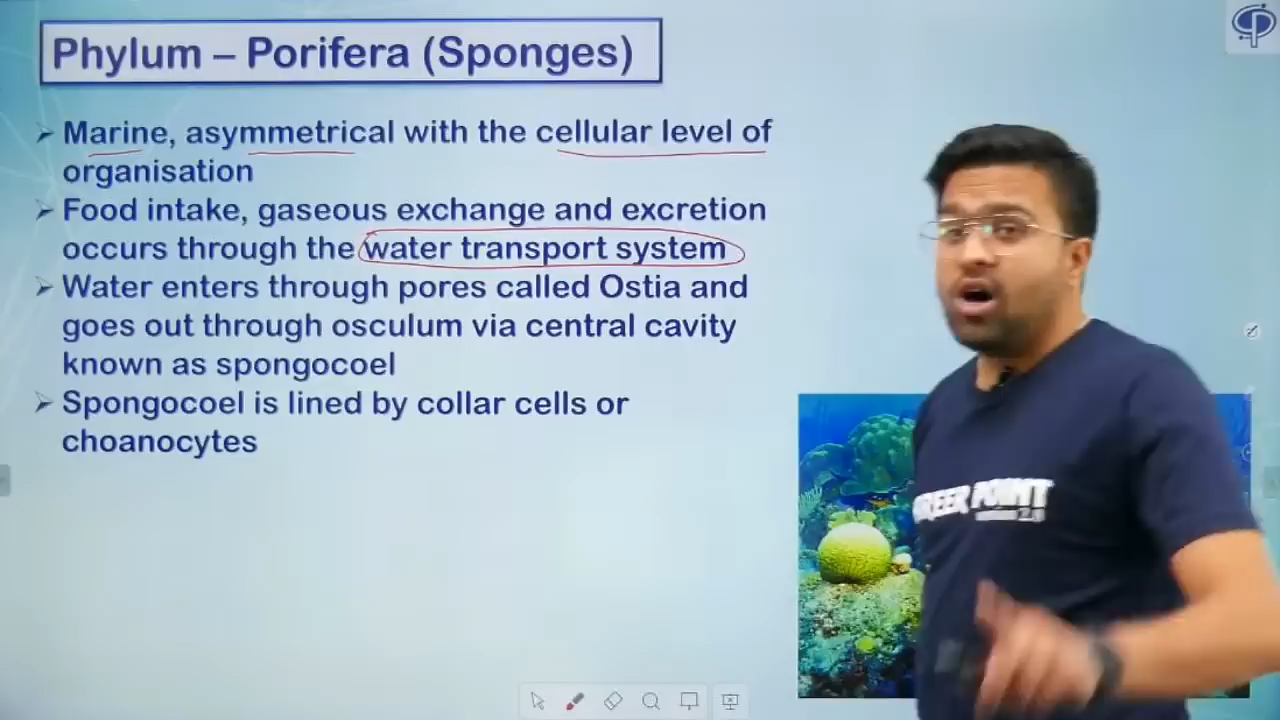 Phylum – Porifera (Sponges)
Marine, asymmetrical with the cellular level of
organisation
Food intake, gaseous exchange and excretion
occurs through the water transport system
Water enters through pores called Ostia and
goes out through osculum via central cavity
known as spongocoel
Spongocoel is lined by collar cells or
choanocytes
POINT